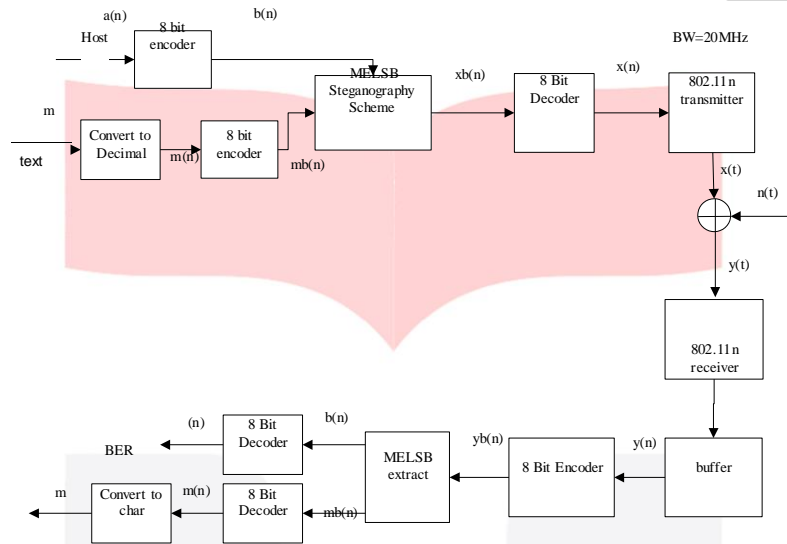 a(n)
b(n)
Host
8 bit
encoder
BW=20MHz
MELSB
Steganography
Scheme
xb(n)
8 Bit
Decoder
x(n)
802.11n
transmitter
m
text
Convert to
Decimal
m(n)
8 bit
encoder
mb(n)
x(t)
n(t)
y(t)
802.11n
receiver
(n)
8 Bit
Decoder
b(n)
BER
MELSB
extract
yb(n)
8 Bit Encoder
y(n)
buffer
m
Convert to
char
m(n)
8 Bit
Decoder
mb(n)